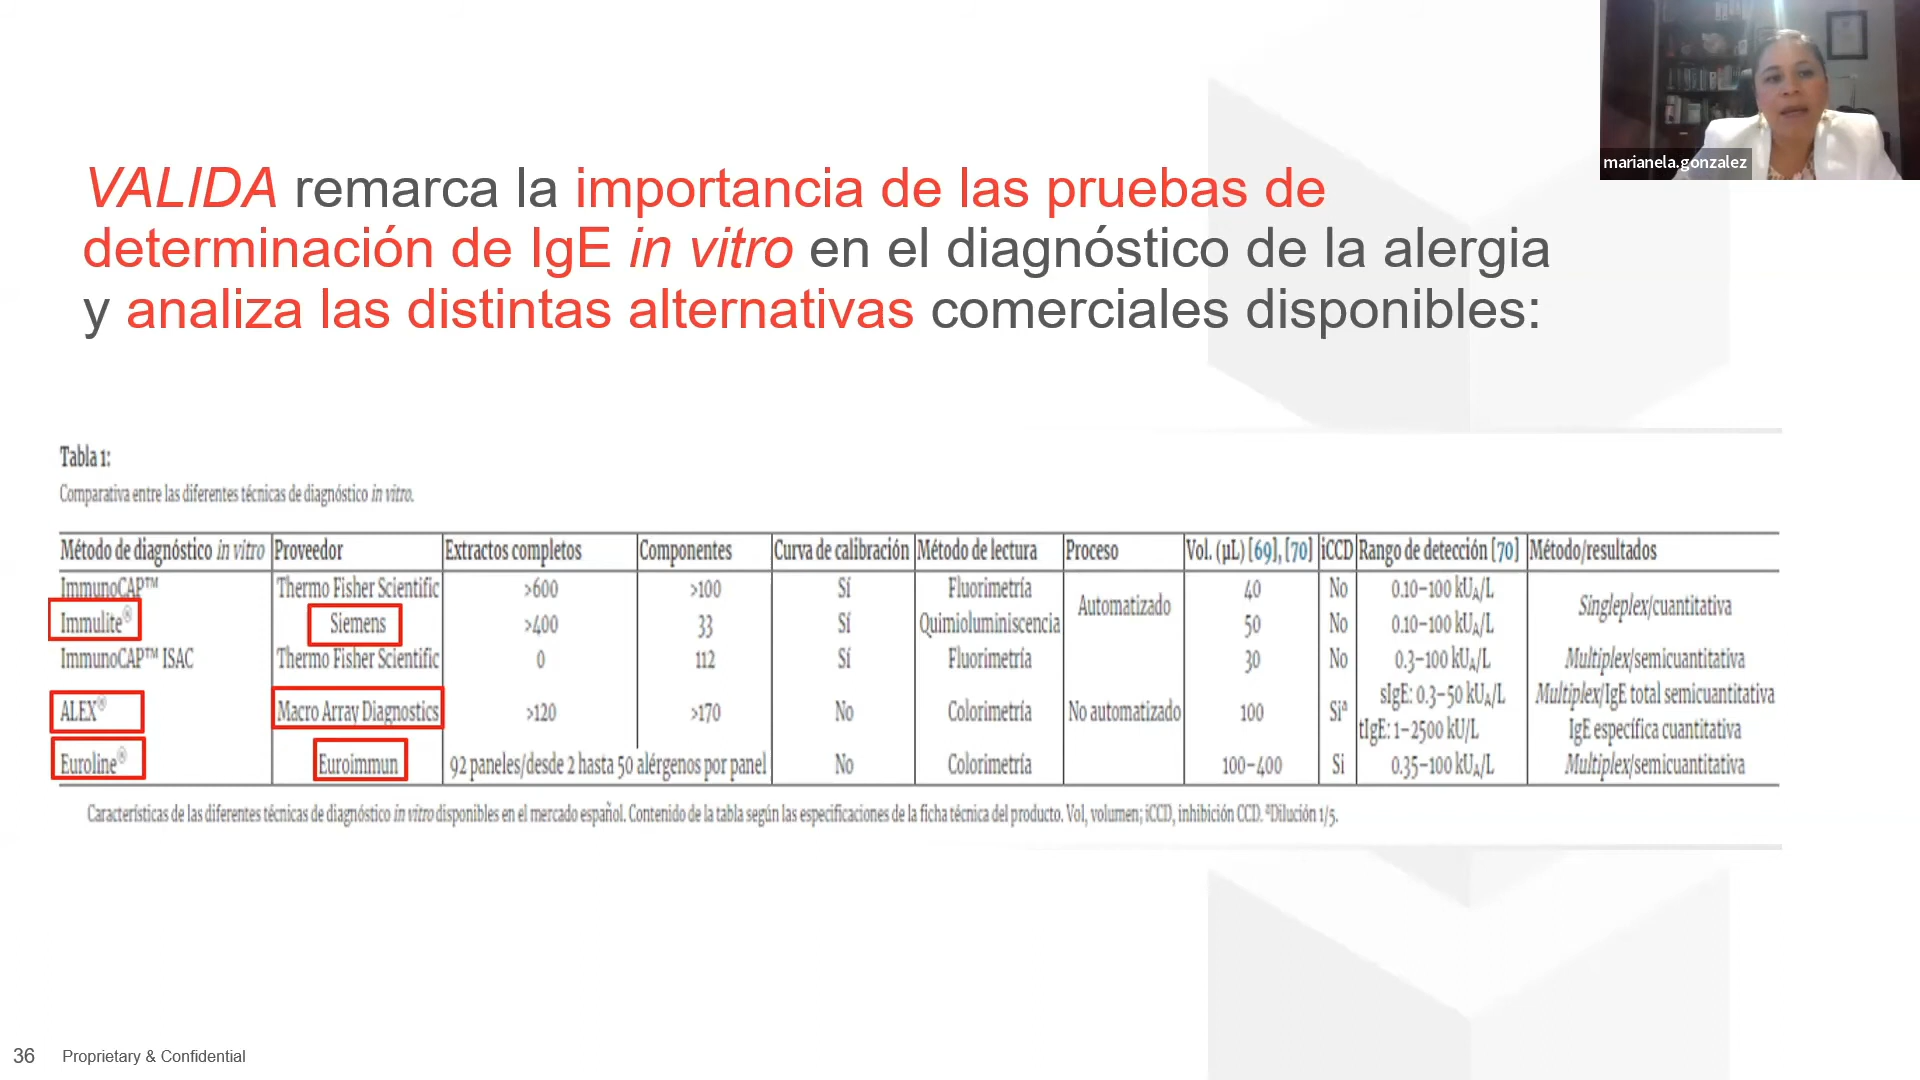 marianela.gonzalez
VALIDA remarca la importancia de las pruebas de
determinación de IgE in vitro en el diagnóstico de la alergia
y analiza las distintas alternativas comerciales disponibles:
Tabla 1:
Comparativa entre las diferentes técnicas de diagnóstico in vitro.
Método de diagnóstico in vitro Proveedor Extractos completos Componentes Curva de calibración Método de lectura Proceso Vol. (µL) [69], [70] iCCD Rango de detección [70] Método/resultados
ImmunoCAP™ Thermo Fisher Scientific >600 >100 Sí Fluorimetría Automatizado 40 No 0.10–100 kUA/L Singleplex/cuantitativa
Immulite® Siemens >400 33 Sí Quimioluminiscencia 50 No 0.10–100 kUA/L
ImmunoCAP™ ISAC Thermo Fisher Scientific 0 112 Sí Fluorimetría 30 No 0.3–100 kUA/L Multiplex/semicuantitativa
ALEX® Macro Array Diagnostics >120 >170 No Colorimetría No automatizado 100 Siª sIgE: 0.3–50 kUA/L Multiplex/IgE total semicuantitativa
tIgE: 1–2500 kU/L IgE específica cuantitativa
Euroline® Euroimmun 92 paneles/desde 2 hasta 50 alérgenos por panel No Colorimetría 100–400 Si 0.35–100 kUA/L Multiplex/semicuantitativa
Características de las diferentes técnicas de diagnóstico in vitro disponibles en el mercado español. Contenido de la tabla según las especificaciones de la ficha técnica del producto. Vol, volumen; iCCD, inhibición CCD. ªDilución 1/5.
36 Proprietary & Confidential